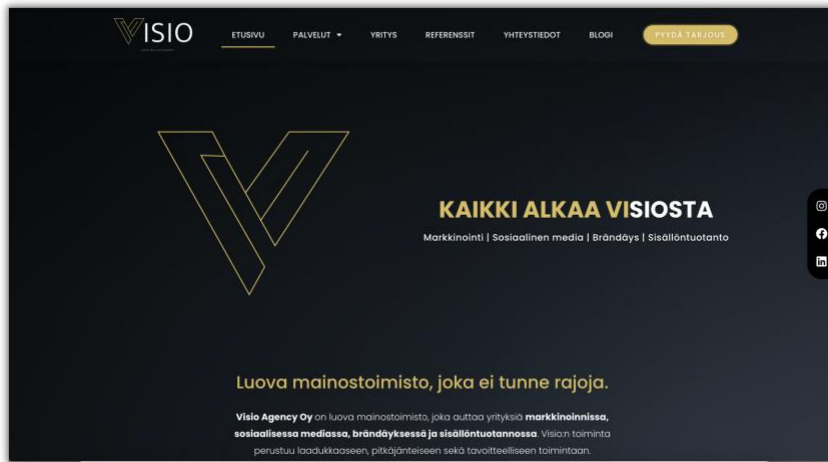 VISIO
ETUSIVU PALVELUT YRITYS REFERENSSIT YHTEYSTIEDOT BLOGI PYYDÄ TARJOUS
KAIKKI ALKAA VISIOSTA
Markkinointi | Sosiaalinen media | Brändäys | Sisällöntuotanto
Luova mainostoimisto, joka ei tunne rajoja.
Visio Agency Oy on luova mainostoimisto, joka auttaa yrityksiä markkinoinnissa,
sosiaalisessa mediassa, brändäyksessä ja sisällöntuotannossa. Visio:n toiminta
perustuu laadukkaaseen, pitkäjänteiseen sekä tavoitteelliseen toimintaan.